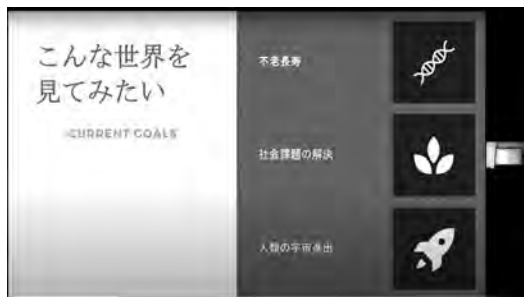 こんな世界を
見てみたい
-CURRENT GOALS
不老長寿
社会課題の解決
人類の宇宙進出